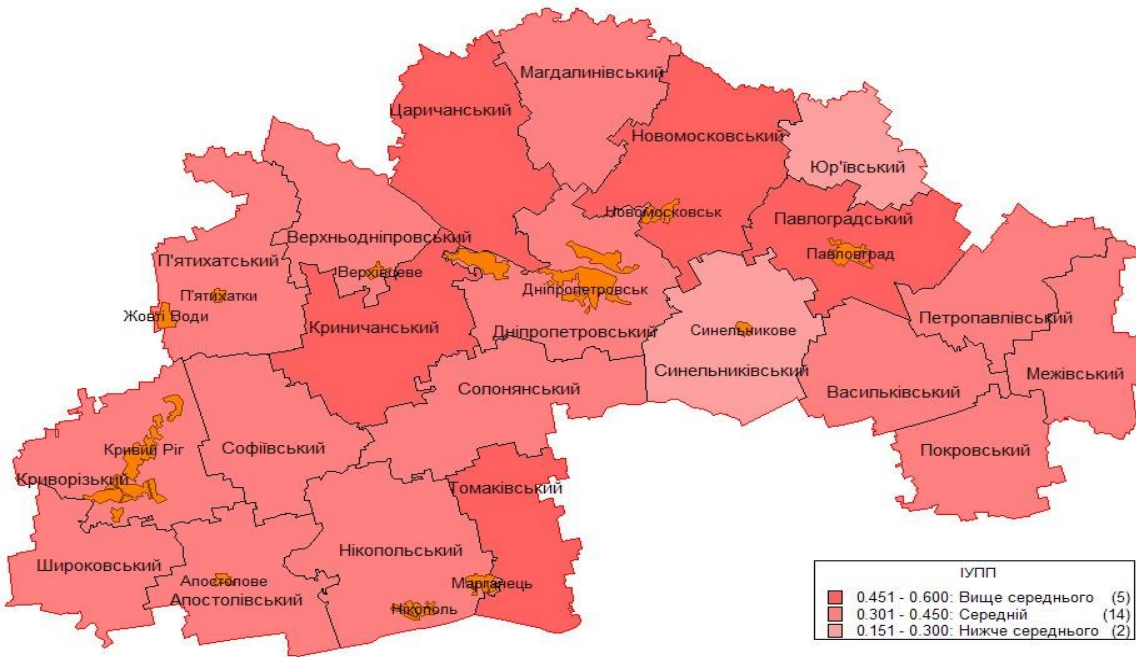 Магдалинівський
Царичанський
Новомосковський
Юр'ївський
Новомосковськ
Павлоградський
Верхньодніпровський
Павлоград
П'ятихатський
Верхівцеве
Дніпропетровськ
П'ятихатки
Жовті Води
Криничанський
Дніпропетровський
Синельникове
Петропавлівський
Синельниківський
Межівський
Солонянський
Васильківський
Софіївський
Кривий Ріг
Покровський
Криворізький
Томаківський
Нікопольський
Широковський
Апостолове
Марганець
Апостолівський
Нікополь
ІУПП
0.451 - 0.600: Вище середнього (5)
0.301 - 0.450: Середній (14)
0.151 - 0.300: Нижче середнього (2)